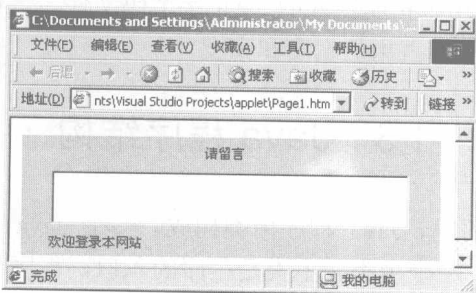 C:\Documents and Settings\Administrator\My Documents\...
文件(F) 编辑(E) 查看(V) 收藏(A) 工具(T) 帮助(H)
后退 搜索 收藏 历史
地址(D) nts\Visual Studio Projects\applet\Page1.htm 转到 链接
请留言
欢迎登录本网站
完成 我的电脑